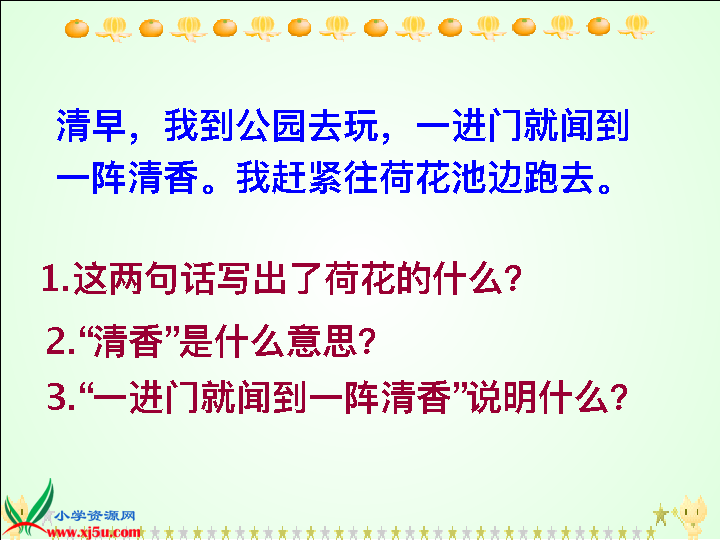 清早，我到公园去玩，一进门就闻到
一阵清香。我赶紧往荷花池边跑去。
1.这两句话写出了荷花的什么？
2.“清香”是什么意思？
3.“一进门就闻到一阵清香”说明什么？
小学资源网
www.xj5u.com